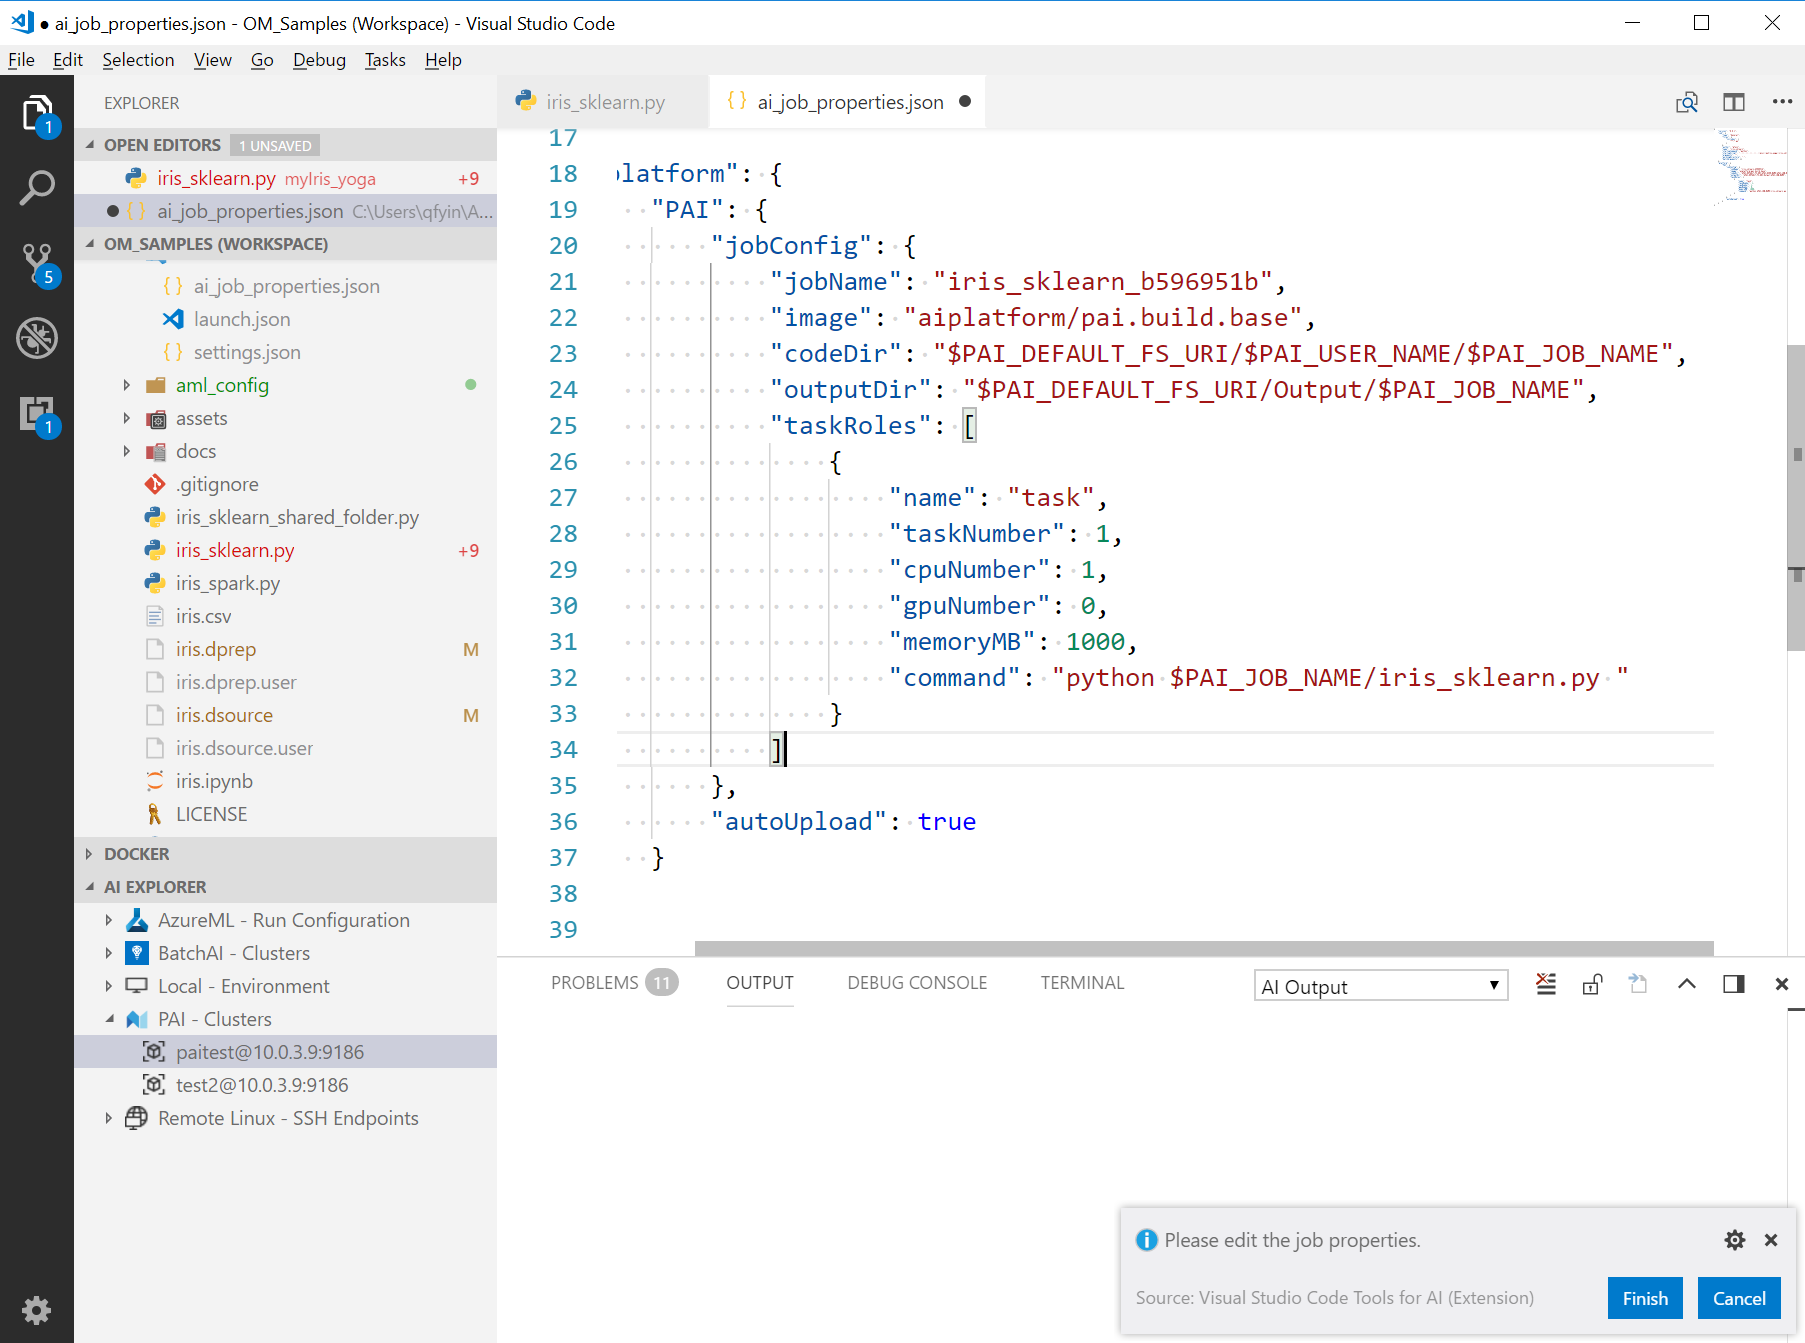 ● ai_job_properties.json - OM_Samples (Workspace) - Visual Studio Code
File Edit Selection View Go Debug Tasks Help
EXPLORER
OPEN EDITORS 1 UNSAVED
iris_sklearn.py myIris_yoga +9
● {} ai_job_properties.json C:\Users\qfyin\A...
OM_SAMPLES (WORKSPACE)
{} ai_job_properties.json
launch.json
{} settings.json
aml_config
assets
docs
.gitignore
iris_sklearn_shared_folder.py
iris_sklearn.py +9
iris_spark.py
iris.csv
iris.dprep M
iris.dprep.user
iris.dsource M
iris.dsource.user
iris.ipynb
LICENSE
DOCKER
AI EXPLORER
AzureML - Run Configuration
BatchAI - Clusters
Local - Environment
PAI - Clusters
paitest@10.0.3.9:9186
test2@10.0.3.9:9186
Remote Linux - SSH Endpoints
1
5
1
iris_sklearn.py {} ai_job_properties.json ●
17
18 latform": {
19 "PAI": {
20 "jobConfig": {
21 "jobName": "iris_sklearn_b596951b",
22 "image": "aiplatform/pai.build.base",
23 "codeDir": "$PAI_DEFAULT_FS_URI/$PAI_USER_NAME/$PAI_JOB_NAME",
24 "outputDir": "$PAI_DEFAULT_FS_URI/Output/$PAI_JOB_NAME",
25 "taskRoles": [
26 {
27 "name": "task",
28 "taskNumber": 1,
29 "cpuNumber": 1,
30 "gpuNumber": 0,
31 "memoryMB": 1000,
32 "command": "python $PAI_JOB_NAME/iris_sklearn.py "
33 }
34 ]
35 },
36 "autoUpload": true
37 }
38
39
PROBLEMS 11 OUTPUT DEBUG CONSOLE TERMINAL AI Output
Please edit the job properties.
Source: Visual Studio Code Tools for AI (Extension) Finish Cancel